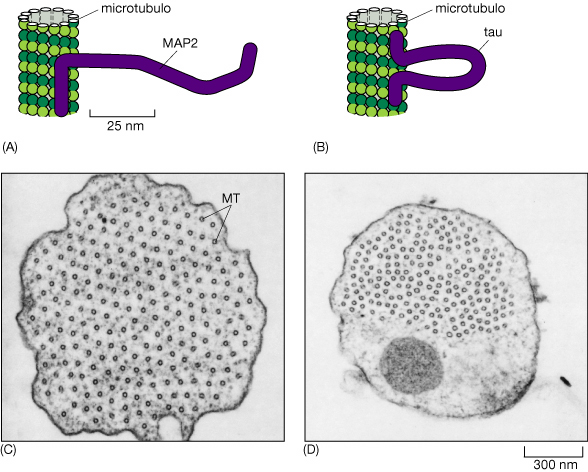 microtubulo
MAP2
25 nm
(A)
microtubulo
tau
(B)
MT
(C)
(D)
300 nm